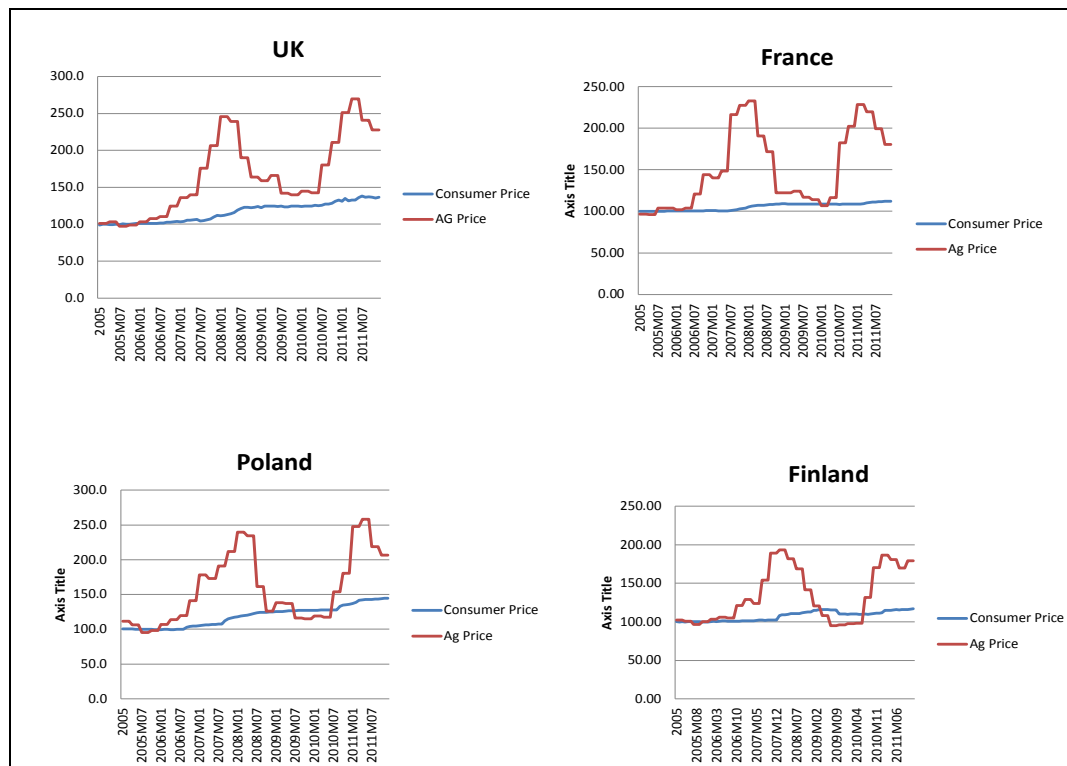 UK
300.0
250.0
200.0
150.0
100.0
50.0
0.0
2005
2005M07
2006M01
2006M07
2007M01
2007M07
2008M01
2008M07
2009M01
2009M07
2010M01
2010M07
2011M01
2011M07
Consumer Price
AG Price
France
Axis Title
250.00
200.00
150.00
100.00
50.00
0.00
2005
2005M07
2006M01
2006M07
2007M01
2007M07
2008M01
2008M07
2009M01
2009M07
2010M01
2010M07
2011M01
2011M07
Consumer Price
Ag Price
Poland
Axis Title
300.0
250.0
200.0
150.0
100.0
50.0
0.0
2005
2005M07
2006M01
2006M07
2007M01
2007M07
2008M01
2008M07
2009M01
2009M07
2010M01
2010M07
2011M01
2011M07
Consumer Price
Ag Price
Finland
Axis Title
250.00
200.00
150.00
100.00
50.00
0.00
2005
2005M08
2006M03
2006M10
2007M05
2007M12
2008M07
2009M02
2009M09
2010M04
2010M11
2011M06
Consumer Price
Ag Price